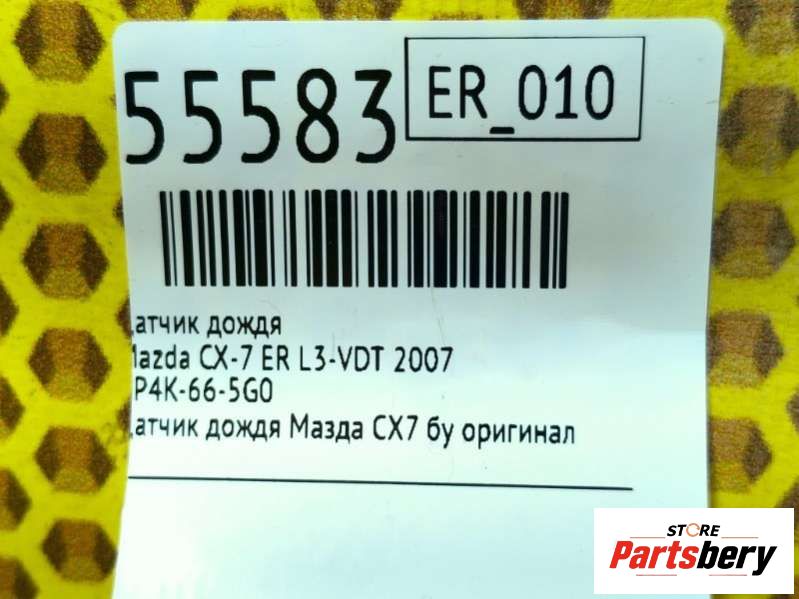 55583
ER_010
атчик дождя
Mazda CX-7 ER L3-VDT 2007
P4K-66-5G0
атчик дождя Мазда CX7 бу оригинал
STORE
Partsbery